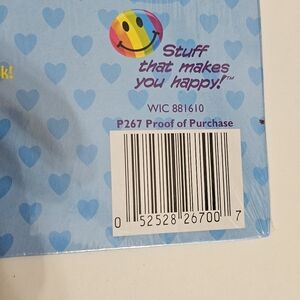 k!
Stuff
that makes
you happy!™
WIC 881610
P267 Proof of Purchase
0 52528 26700 7